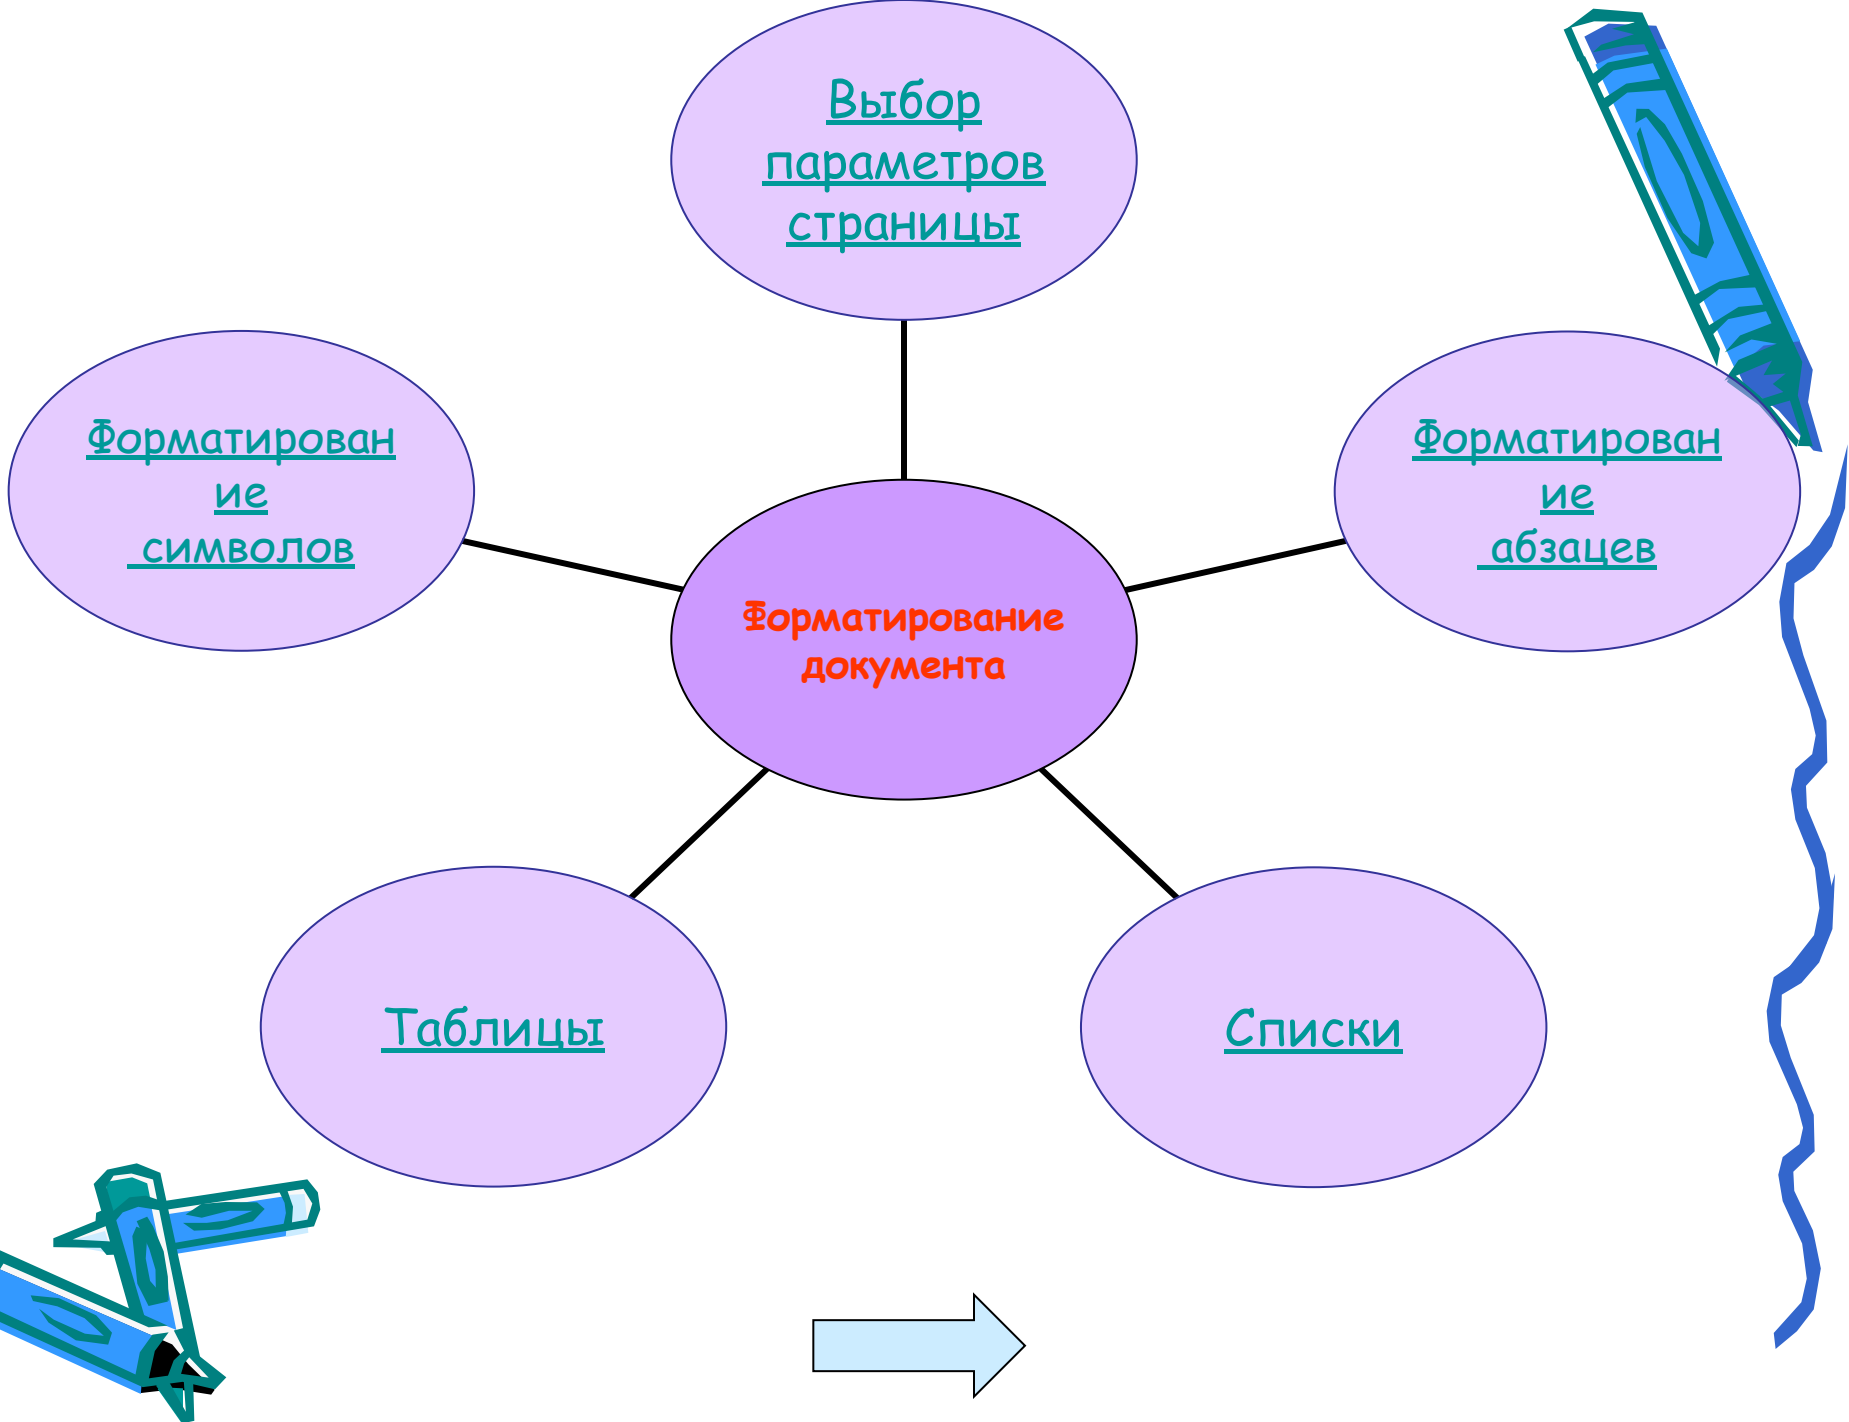 Выбор
параметров
страницы
Форматирован
ие
символов
Форматирован
ие
абзацев
Форматирование
документа
Таблицы
Списки